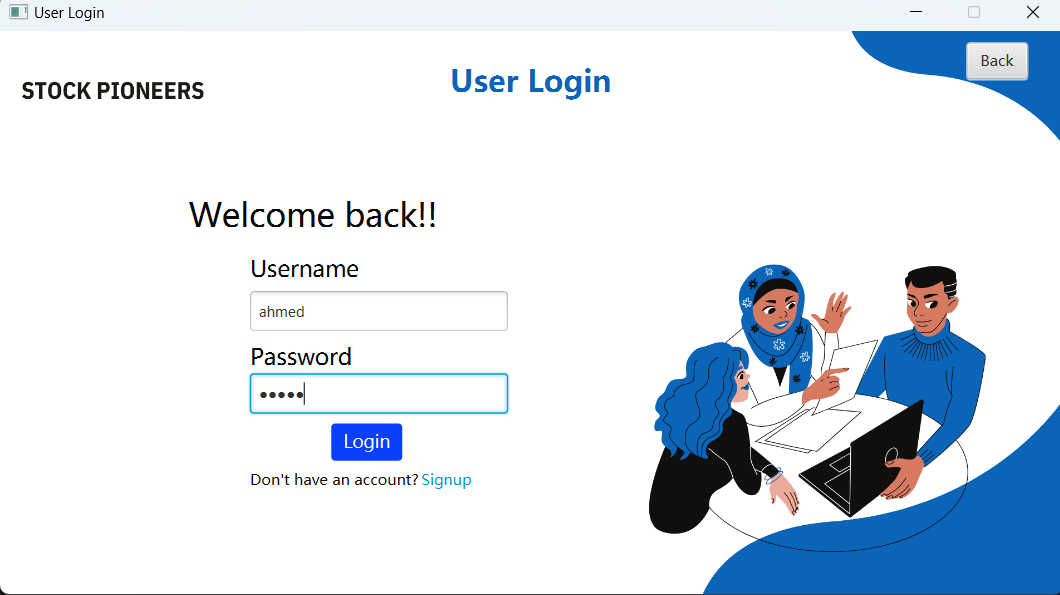 User Login
Back
STOCK PIONEERS
User Login
Welcome back!!
Username
ahmed
Password
•••••
Login
Don't have an account? Signup